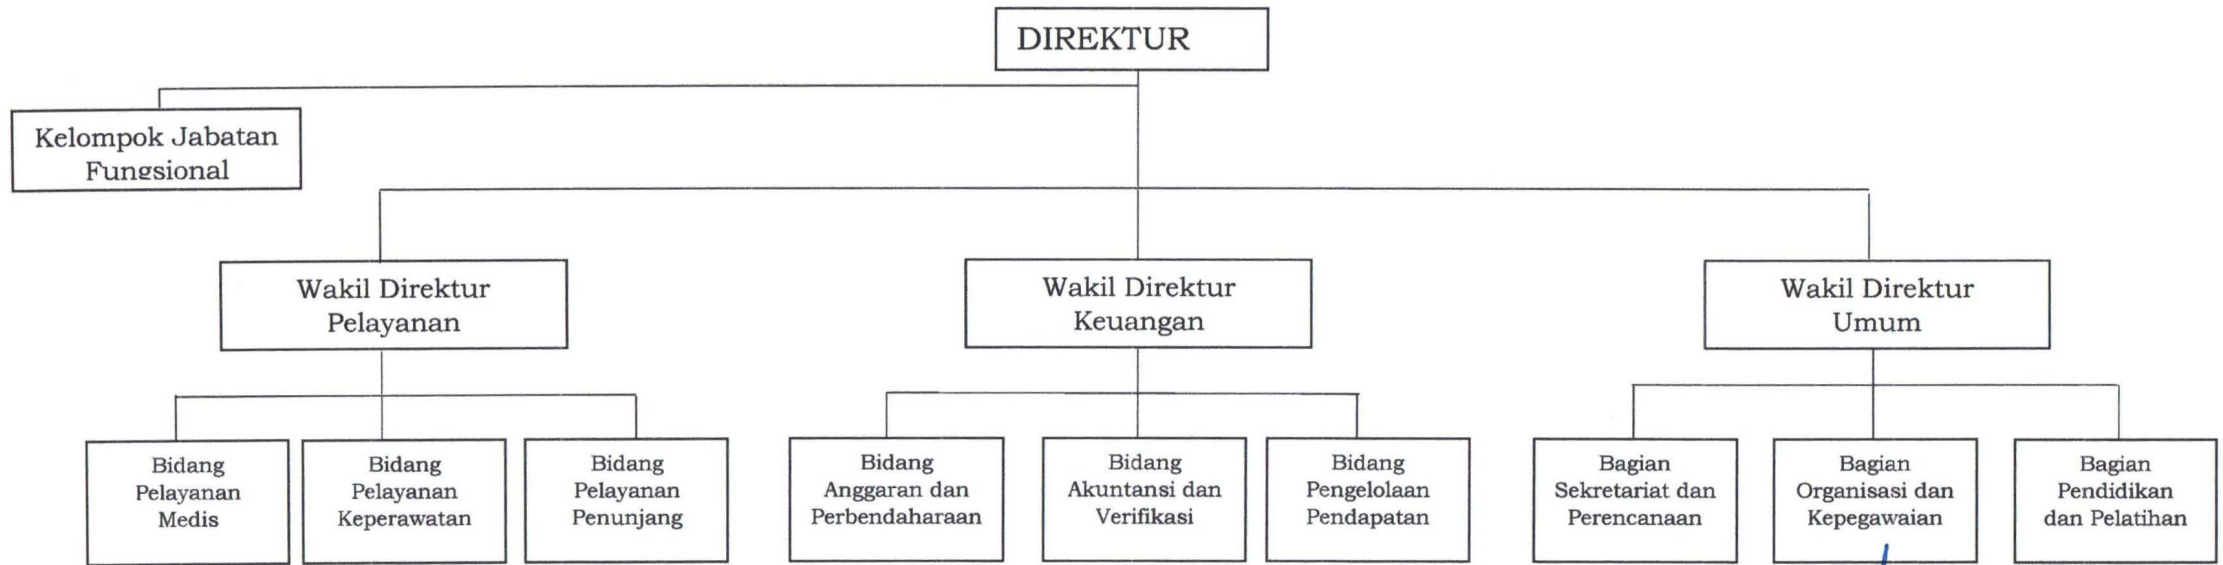 DIREKTUR
Kelompok Jabatan
Fungsional
Wakil Direktur
Pelayanan
Wakil Direktur
Keuangan
Wakil Direktur
Umum
Bidang
Pelayanan
Medis
Bidang
Pelayanan
Keperawatan
Bidang
Pelayanan
Penunjang
Bidang
Anggaran dan
Perbendaharaan
Bidang
Akuntansi dan
Verifikasi
Bidang
Pengelolaan
Pendapatan
Bagian
Sekretariat dan
Perencanaan
Bagian
Organisasi dan
Kepegawaian
Bagian
Pendidikan
dan Pelatihan